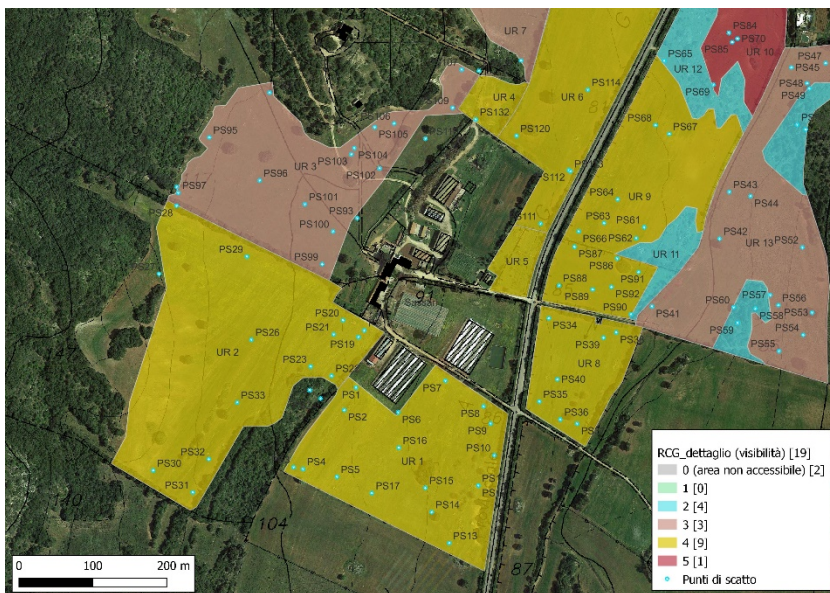 PS84
PS70
UR 7
PS85
UR 10
PS47
PS65
PS45
UR 12
PS114
UR 6
PS48
PS69
PS49
UR 4
PS132
PS106
PS105
PS68
PS67
PS120
PS95
PS103
PS104
UR 3
PS102
PS96
PS97
PS43
PS44
PS64
UR 9
PS101
PS28
PS93
PS100
PS63
PS61
PS66
PS62
PS42
UR 13
PS52
PS87
UR 11
PS29
PS99
UR 5
PS86
PS91
PS88
PS89
PS92
PS90
PS57
PS56
PS60
PS41
PS58
PS53
PS59
PS20
PS34
PS21
PS19
PS39
UR 8
PS54
PS55
PS26
UR 2
PS23
PS40
PS7
PS1
PS33
PS2
PS6
PS8
PS35
PS36
PS9
PS16
UR 1
PS10
PS32
PS30
PS4
PS5
PS31
PS17
PS15
PS14
PS13
104
87
RCG_dettaglio (visibilità) [19]
0 (area non accessibile) [2]
1 [0]
2 [4]
3 [3]
4 [9]
5 [1]
Punti di scatto
0 100 200 m